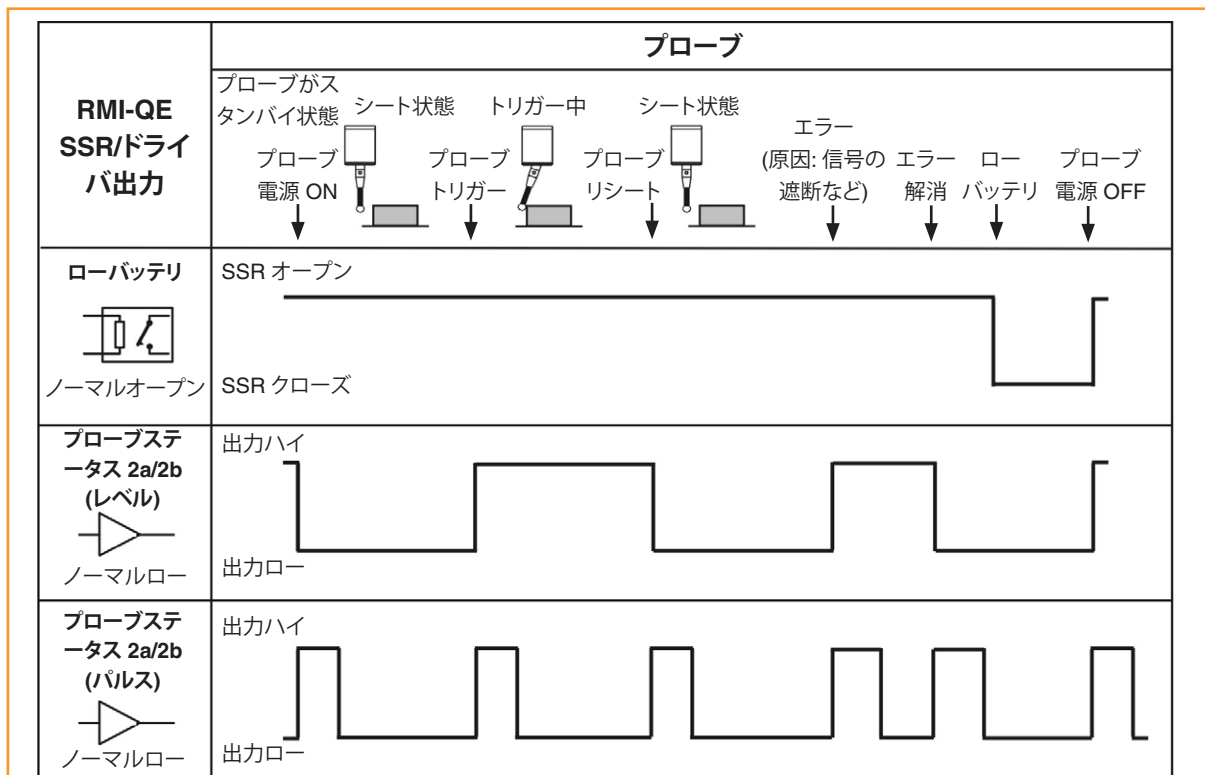 プローブ
RMI-QE
SSR/ドライ
バ出力
プローブがス
タンバイ状態
プローブ
電源 ON
シート状態
プローブ
トリガー
トリガー中
プローブ
リシート
シート状態
エラー
(原因: 信号の
遮断など)
エラー
解消
ロー
バッテリ
プローブ
電源 OFF
ローバッテリ
ノーマルオープン
SSR オープン
SSR クローズ
プローブステ
ータス 2a/2b
(レベル)
ノーマルロー
出力ハイ
出力ロー
プローブステ
ータス 2a/2b
(パルス)
ノーマルロー
出力ハイ
出力ロー